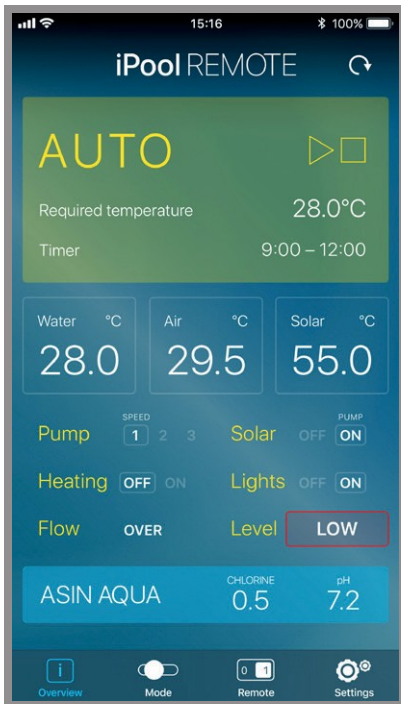 15:16 100%
iPool REMOTE
AUTO
Required temperature 28.0°C
Timer 9:00 – 12:00
Water °C Air °C Solar °C
28.0 29.5 55.0
SPEED PUMP
Pump 1 2 3 Solar OFF ON
Heating OFF ON Lights OFF ON
Flow OVER Level LOW
CHLORINE pH
ASIN AQUA 0.5 7.2
i 0 1
Overview Mode Remote Settings